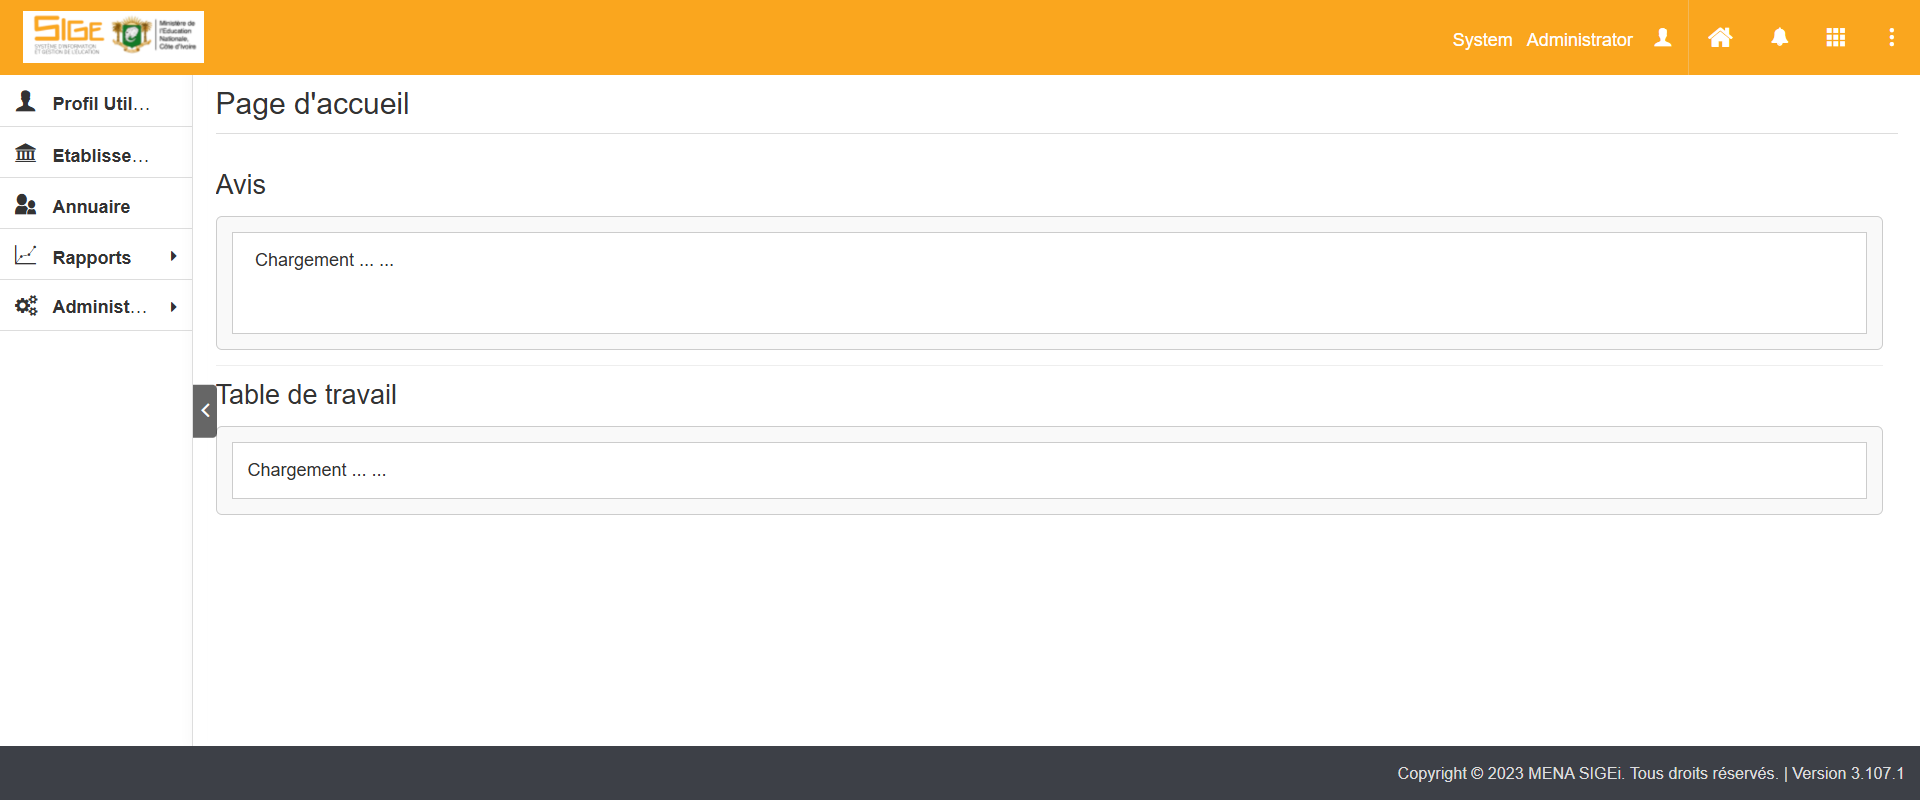 SIGE
SYSTÈME D'INFORMATION
ET GESTION DE L'ÉDUCATION
Ministère de
l'Education
Nationale,
Côte d'Ivoire
System Administrator
Profil Util...
Etablisse...
Annuaire
Rapports
Administ...
Page d'accueil
Avis
Chargement ... ...
Table de travail
Chargement ... ...
Copyright © 2023 MENA SIGEi. Tous droits réservés. | Version 3.107.1